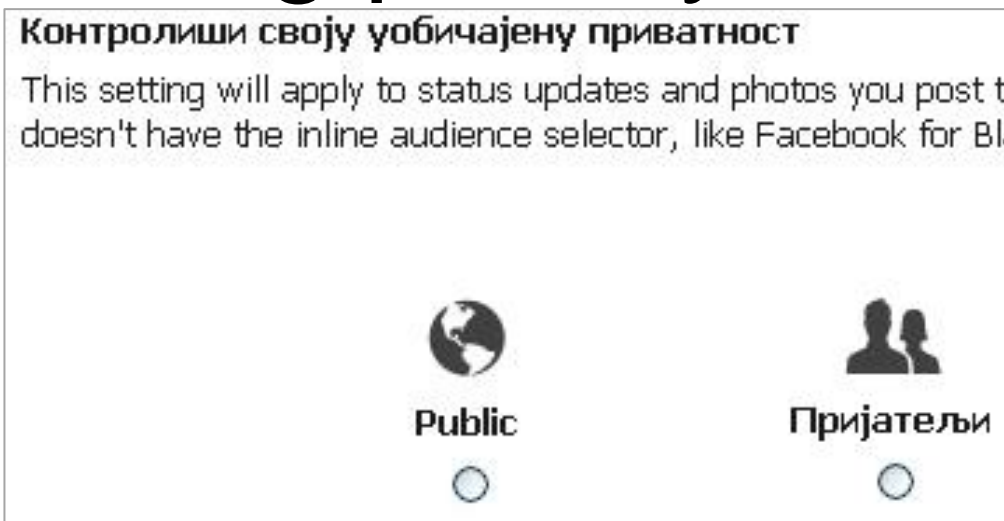 Контролиши своју уобичајену приватност
This setting will apply to status updates and photos you post
doesn't have the inline audience selector, like Facebook for
Public
Пријатељи